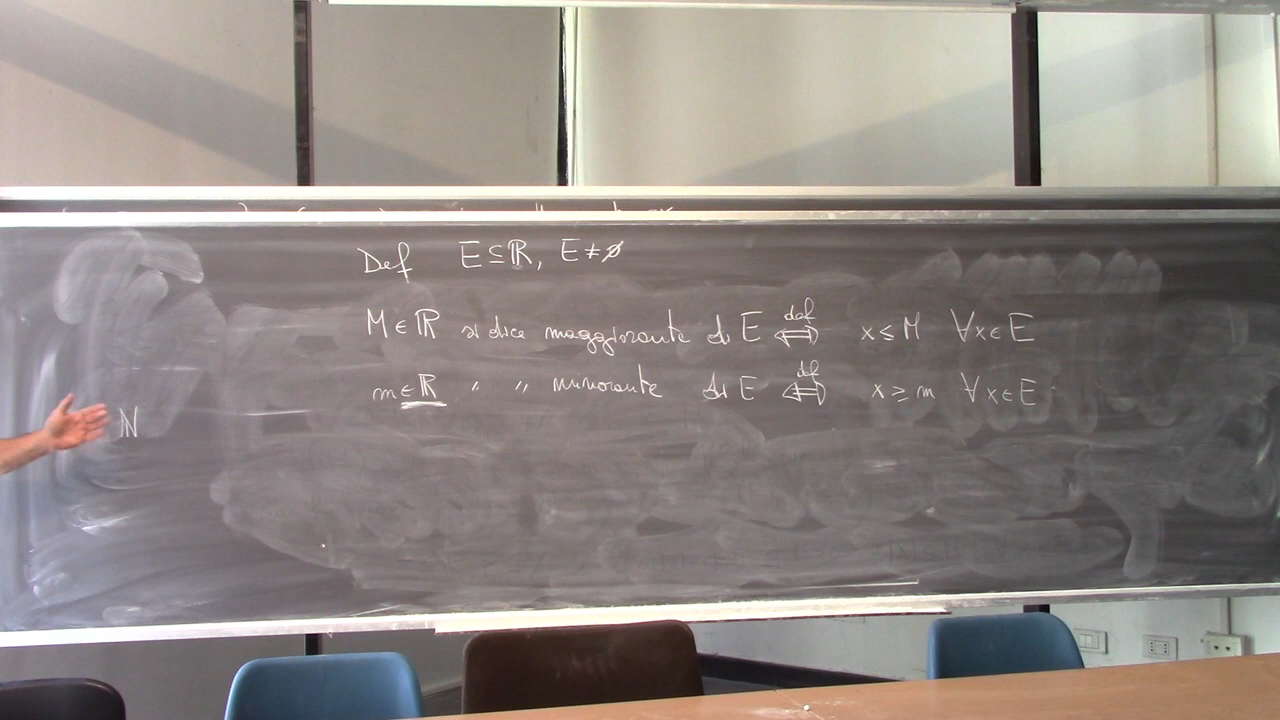 Def E⊆ℝ, E≠∅
M∈ℝ si dice maggiorante di E ⟺ def x≤M ∀x∈E
m∈ℝ " " minorante di E ⟺ def x≥m ∀x∈E
ℕ